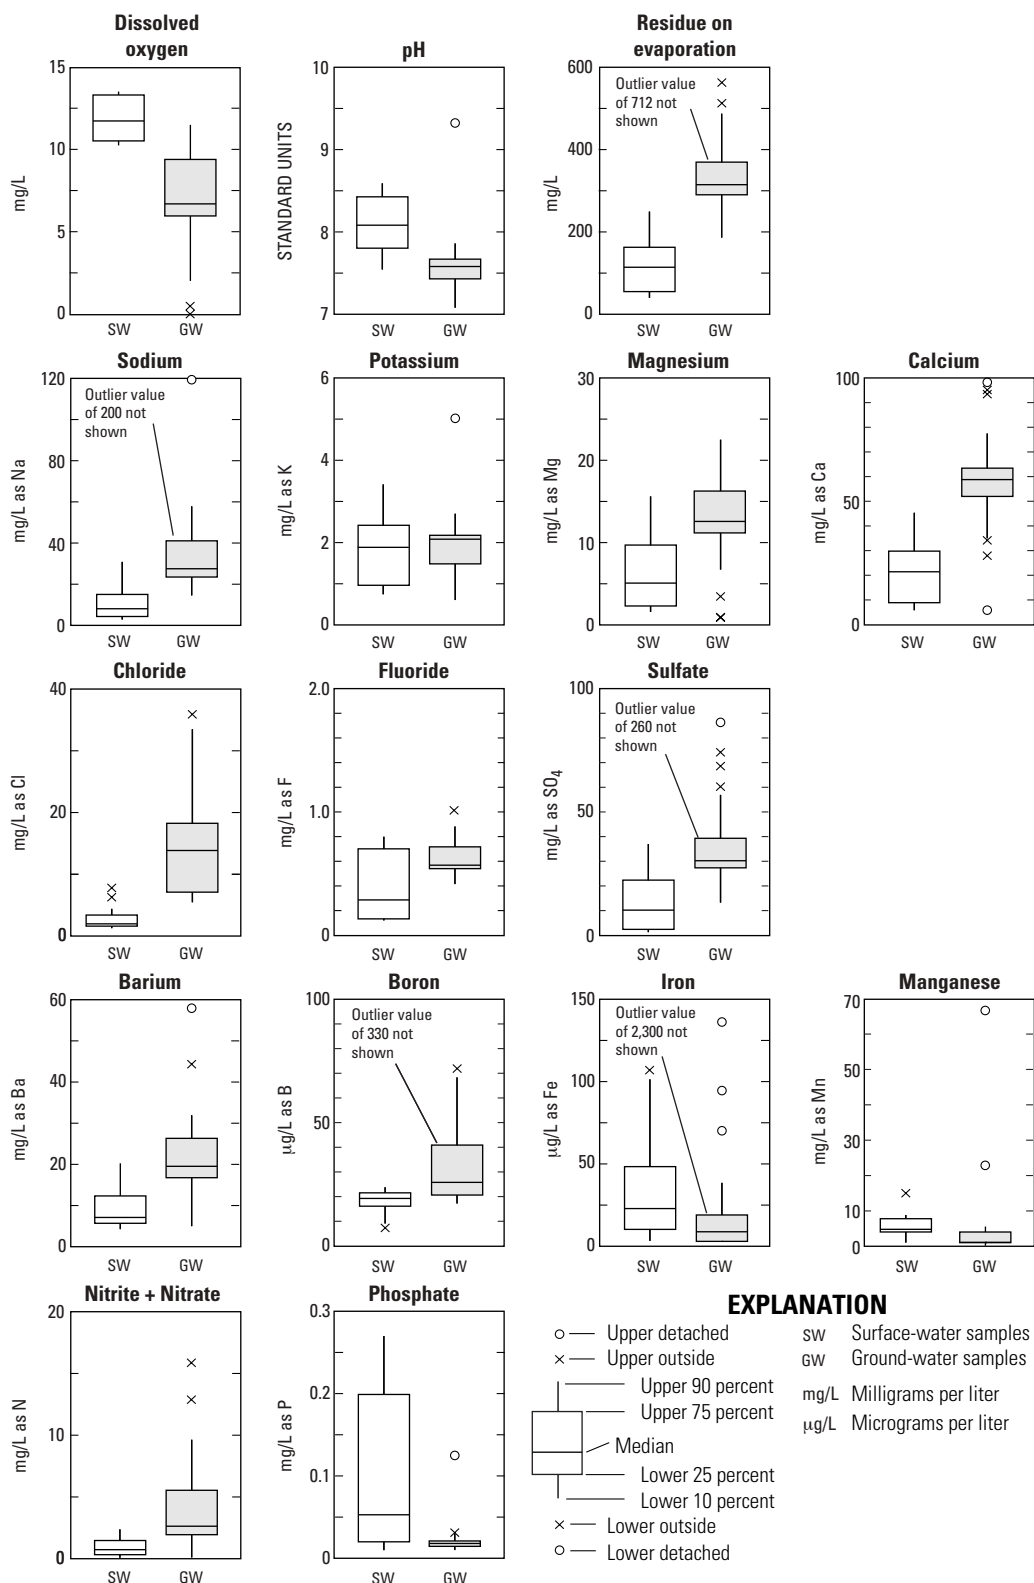 Dissolved
oxygen
15
10
5
0
mg/L
SW GW
pH
10
9
8
7
STANDARD UNITS
SW GW
Residue on
evaporation
600
400
300
200
0
mg/L
Outlier value
of 712 not
shown
SW GW
Sodium
120
80
40
0
mg/L as Na
Outlier value
of 200 not
shown
SW GW
Potassium
6
4
2
0
mg/L as K
SW GW
Magnesium
30
20
10
0
mg/L as Mg
SW GW
Calcium
100
50
0
mg/L as Ca
SW GW
Chloride
40
20
0
mg/L as Cl
SW GW
Fluoride
2.0
1.0
0
mg/L as F
SW GW
Sulfate
100
50
0
mg/L as SO4
Outlier value
of 260 not
shown
SW GW
Barium
60
40
20
0
mg/L as Ba
SW GW
Boron
100
50
0
µg/L as B
Outlier value
of 330 not
shown
SW GW
Iron
150
100
50
0
µg/L as Fe
Outlier value
of 2,300 not
shown
SW GW
Manganese
70
50
30
10
0
mg/L as Mn
SW GW
Nitrite + Nitrate
20
10
0
mg/L as N
SW GW
Phosphate
0.3
0.2
0.1
0
mg/L as P
SW GW
EXPLANATION
Upper detached
Upper outside
Upper 90 percent
Upper 75 percent
Median
Lower 25 percent
Lower 10 percent
Lower outside
Lower detached
SW Surface-water samples
GW Ground-water samples
mg/L Milligrams per liter
µg/L Micrograms per liter